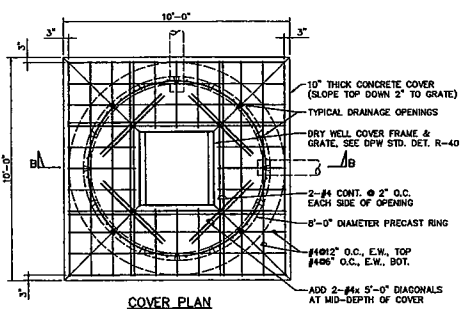 10'-0"
3"
3"
3"
10'-0"
3"
B
B
10" THICK CONCRETE COVER
(SLOPE TOP DOWN 2" TO GRATE)
TYPICAL DRAINAGE OPENINGS
DRY WELL COVER FRAME &
GRATE, SEE DPW STD. DET. R-40
2-#4 CONT. @ 2" O.C.
EACH SIDE OF OPENING
8'-0" DIAMETER PRECAST RING
#4@12" O.C., E.W., TOP
#4@6" O.C., E.W., BOT.
ADD 2-#4x 5'-0" DIAGONALS
AT MID-DEPTH OF COVER
COVER PLAN